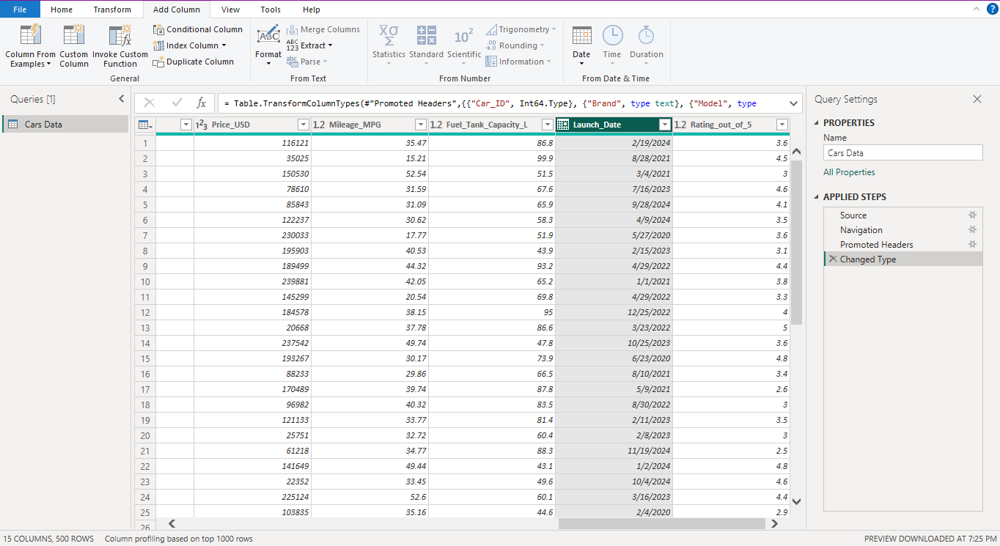 File Home Transform Add Column View Tools Help
Column From Examples
Custom Column
Invoke Custom Function
Conditional Column
Index Column
Duplicate Column
General
ABC
Format
Merge Columns
ABC 123 Extract
abc Parse
From Text
XΣσ
Statistics
Standard
10²
Scientific
Trigonometry
.00 →.0 Rounding
Information
From Number
Date
Time
Duration
From Date & Time
Queries [1]
Cars Data
fx = Table.TransformColumnTypes(#"Promoted Headers",{{"Car_ID", Int64.Type}, {"Brand", type text}, {"Model", type
1²3 Price_USD 1.2 Mileage_MPG 1.2 Fuel_Tank_Capacity_L Launch_Date 1.2 Rating_out_of_5
1 116121 35.47 86.8 2/19/2024 3.6
2 35025 15.21 99.9 8/28/2021 4.5
3 150530 52.54 51.5 3/4/2021 3
4 78610 31.59 67.6 7/16/2023 4.6
5 85843 31.09 65.9 9/28/2024 4.1
6 122237 30.62 58.3 4/9/2024 3.5
7 230033 17.77 51.9 5/27/2020 3.6
8 195903 40.53 43.9 2/15/2023 3.1
9 189499 44.32 93.2 4/29/2022 4.4
10 239881 42.05 65.2 1/1/2021 3.8
11 145299 20.54 69.8 4/29/2022 3.3
12 184578 38.15 95 12/25/2022 4
13 20668 37.78 86.6 3/23/2022 5
14 237542 49.74 47.8 10/25/2023 3.6
15 193267 30.17 73.9 6/23/2020 4.8
16 88233 29.86 66.5 8/10/2021 3.4
17 170489 39.74 87.8 5/9/2021 2.6
18 96982 40.32 83.5 8/30/2022 3
19 121133 33.77 81.4 2/11/2023 3.5
20 25751 32.72 60.4 2/8/2023 3
21 61218 34.77 88.3 11/19/2024 2.5
22 141649 49.44 43.1 1/2/2024 4.8
23 22352 33.45 49.6 10/4/2024 4.6
24 225124 52.6 60.1 3/16/2023 4.4
25 103835 35.16 44.6 2/4/2020 2.9
26
Query Settings
PROPERTIES
Name
Cars Data
All Properties
APPLIED STEPS
Source
Navigation
Promoted Headers
Changed Type
15 COLUMNS, 500 ROWS Column profiling based on top 1000 rows PREVIEW DOWNLOADED AT 7:25 PM